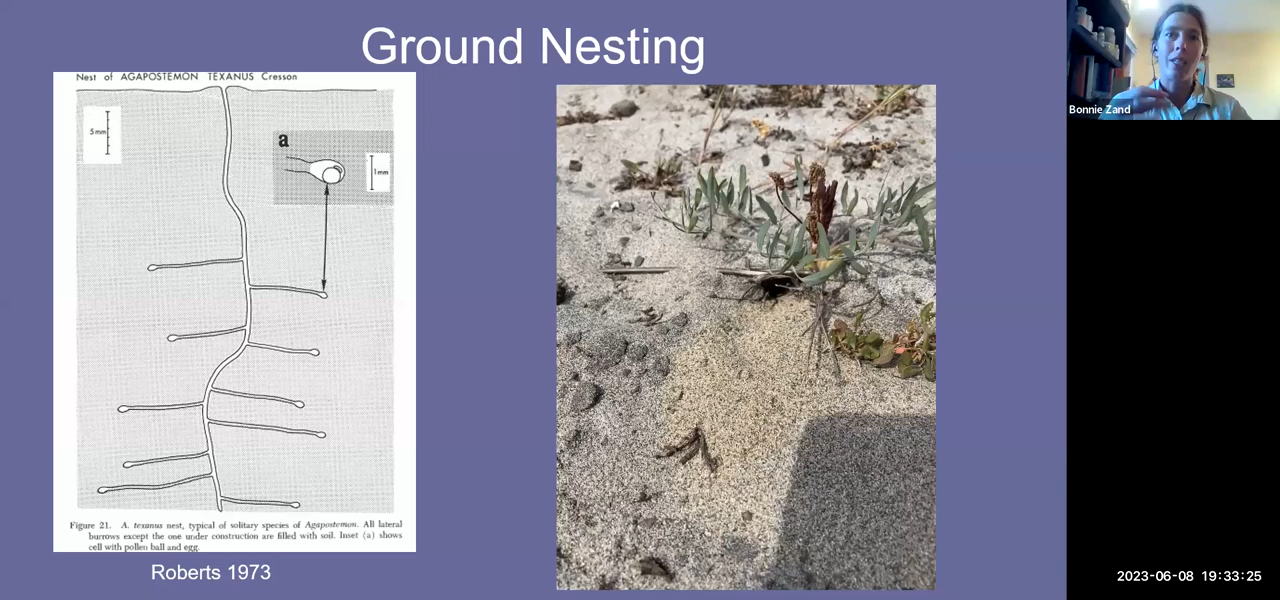 Ground Nesting
Nest of AGAPOSTEMON TEXANUS Cresson
5mm
a
1mm
Figure 21. A. texanus nest, typical of solitary species of Agapostemon. All lateral
burrows except the one under construction are filled with soil. Inset (a) shows
cell with pollen ball and egg.
Roberts 1973
Bonnie Zand
2023-06-08 19:33:25